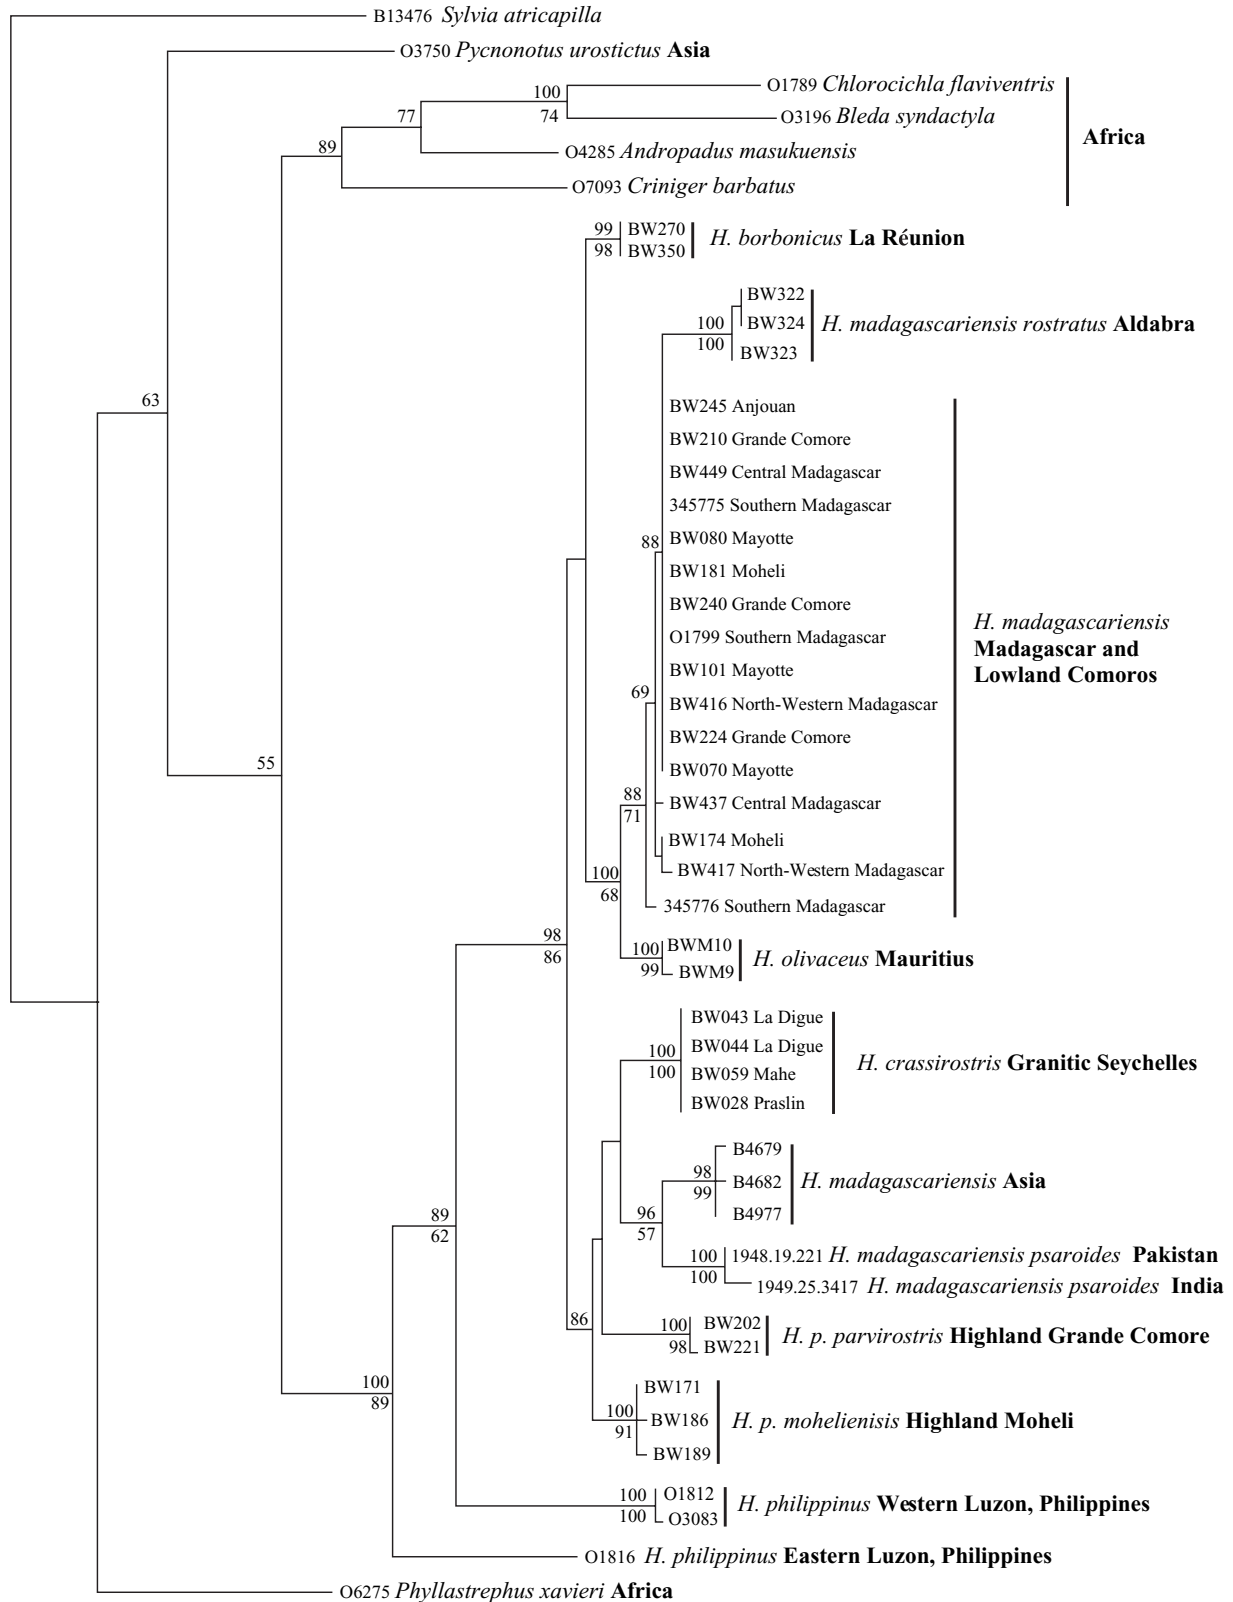 B13476 Sylvia atricapilla
O3750 Pycnonotus urostictus Asia
O1789 Chlorocichla flaviventris
100
74
O3196 Bleda syndactyla
77
Africa
89
O4285 Andropadus masukuensis
O7093 Criniger barbatus
99
98
BW270
BW350
H. borbonicus La Réunion
BW322
100
100
BW324
H. madagascariensis rostratus Aldabra
BW323
63
BW245 Anjouan
BW210 Grande Comore
BW449 Central Madagascar
345775 Southern Madagascar
88
BW080 Mayotte
BW181 Moheli
BW240 Grande Comore
O1799 Southern Madagascar
H. madagascariensis
Madagascar and
Lowland Comoros
BW101 Mayotte
69
BW416 North-Western Madagascar
BW224 Grande Comore
55
BW070 Mayotte
88
71
BW437 Central Madagascar
BW174 Moheli
100
68
BW417 North-Western Madagascar
345776 Southern Madagascar
98
86
100
99
BWM10
BWM9
H. olivaceus Mauritius
BW043 La Digue
BW044 La Digue
100
100
H. crassirostris Granitic Seychelles
BW059 Mahe
BW028 Praslin
B4679
98
99
B4682
H. madagascariensis Asia
B4977
89
62
96
57
100
100
1948.19.221 H. madagascariensis psaroides Pakistan
1949.25.3417 H. madagascariensis psaroides India
86
100
98
BW202
BW221
H. p. parvirostris Highland Grande Comore
100
89
BW171
100
91
BW186
H. p. mohelienisis Highland Moheli
BW189
100
100
O1812
O3083
H. philippinus Western Luzon, Philippines
O1816 H. philippinus Eastern Luzon, Philippines
O6275 Phyllastrephus xavieri Africa